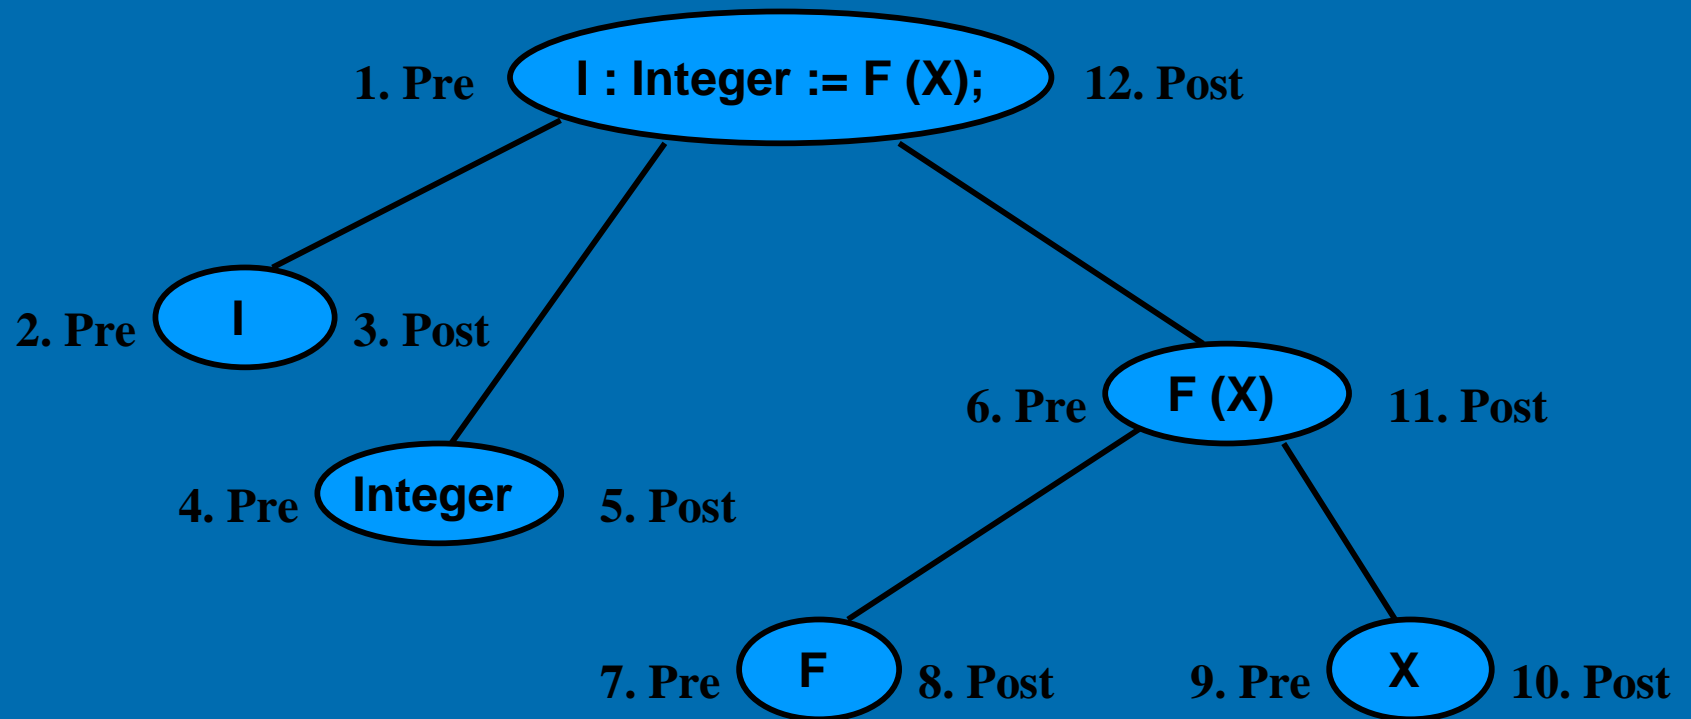 1. Pre I : Integer := F (X); 12. Post
2. Pre I 3. Post
6. Pre F (X) 11. Post
4. Pre Integer 5. Post
7. Pre F 8. Post 9. Pre X 10. Post